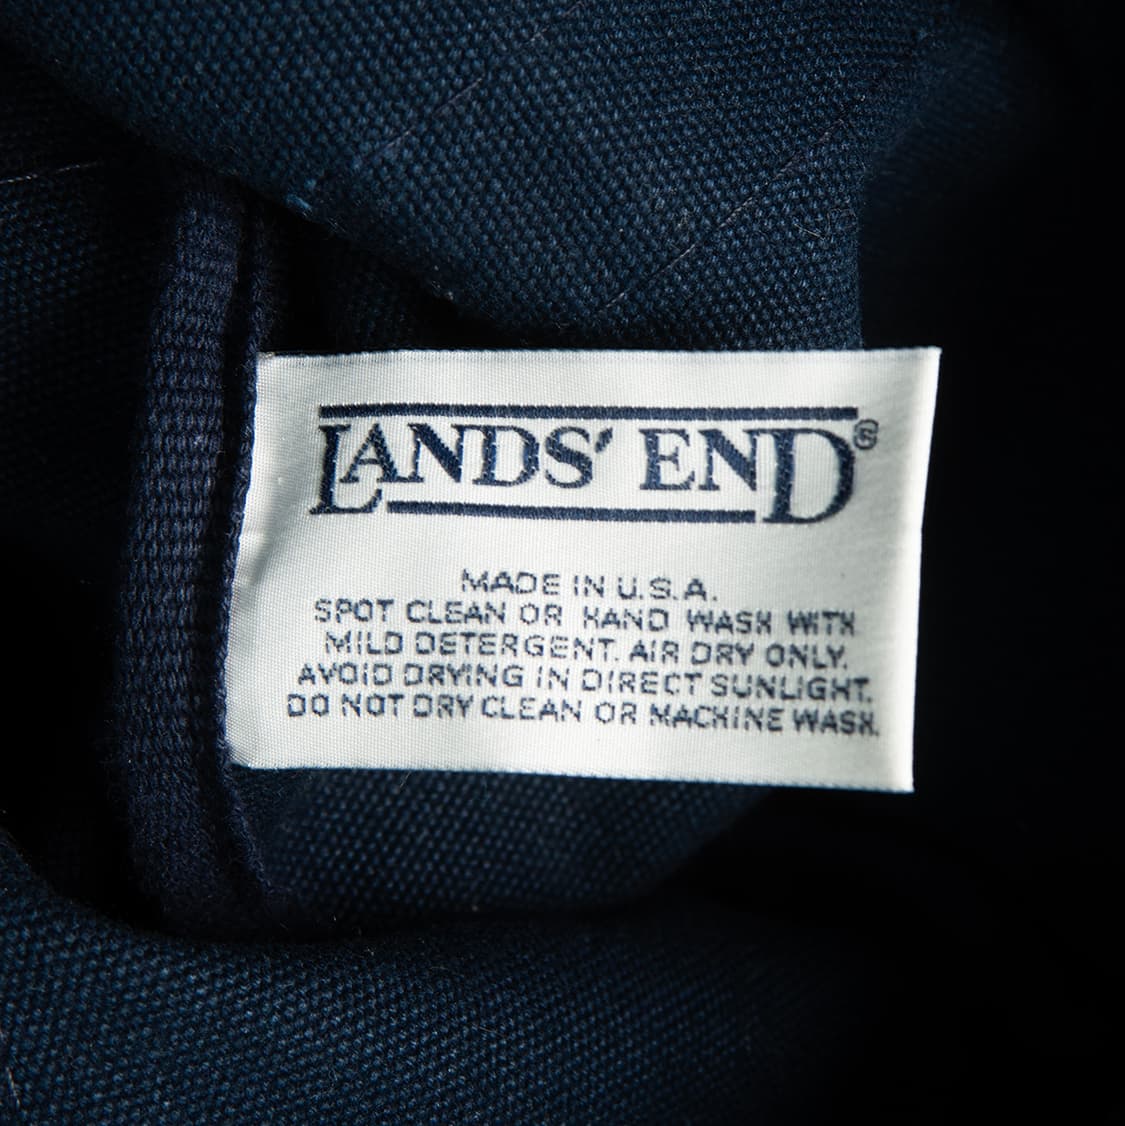 LANDS' END®
MADE IN U.S.A.
SPOT CLEAN OR HAND WASH WITH
MILD DETERGENT. AIR DRY ONLY.
AVOID DRYING IN DIRECT SUNLIGHT.
DO NOT DRY CLEAN OR MACHINE WASH.